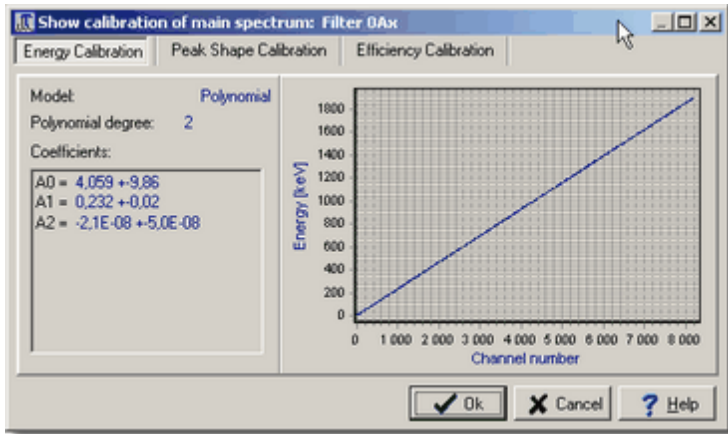 Show calibration of main spectrum: Filter 0Ax
Energy Calibration Peak Shape Calibration Efficiency Calibration
Model: Polynomial
Polynomial degree: 2
Coefficients:
A0 = 4,059 +-9,86
A1 = 0,232 +-0,02
A2 = -2,1E-08 +-5,0E-08
Energy [keV]
1800
1600
1400
1200
1000
800
600
400
200
0
0 1 000 2 000 3 000 4 000 5 000 6 000 7 000 8 000
Channel number
Ok Cancel Help